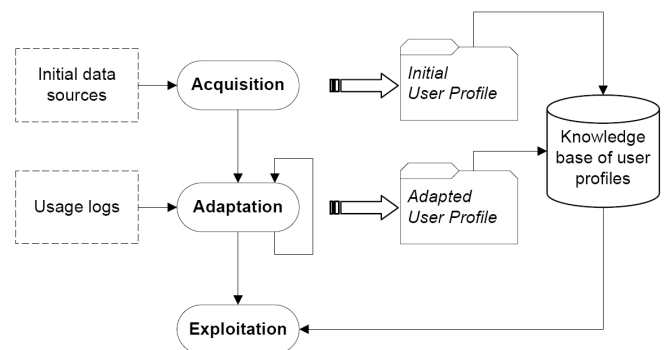 Initial data
sources
Acquisition
Initial
User Profile
Knowledge
base of user
profiles
Usage logs
Adaptation
Adapted
User Profile
Exploitation